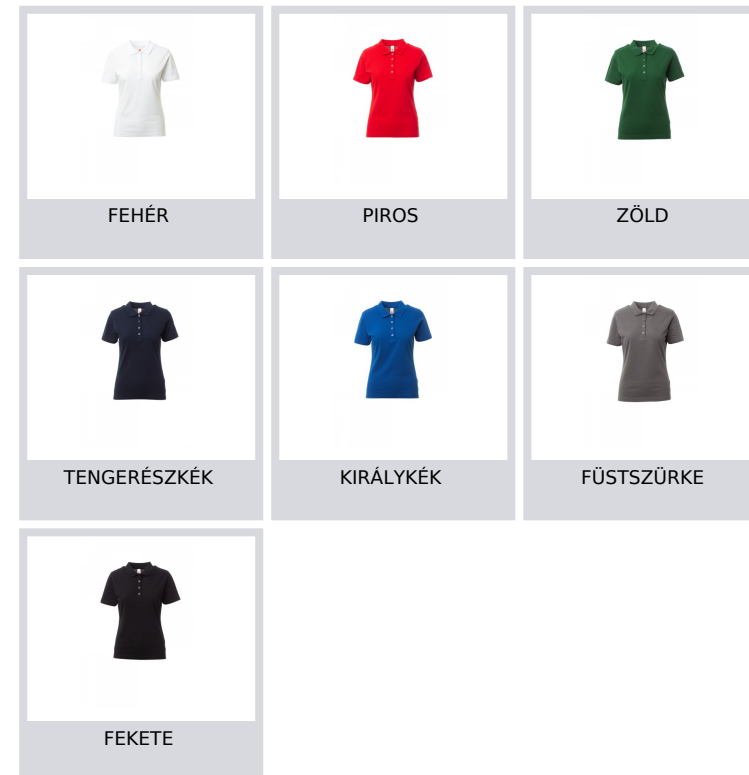 FEHÉR
PIROS
ZÖLD
TENGERÉSZKÉK
KIRÁLYKÉK
FÜSTSZÜRKE
FEKETE